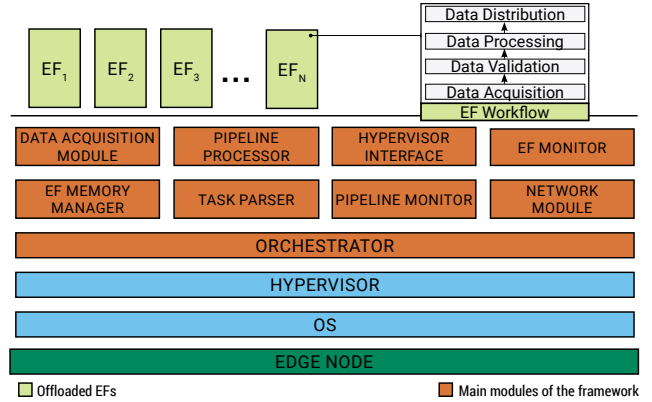 EF1
EF2
EF3
...
EFN
Data Distribution
Data Processing
Data Validation
Data Acquisition
EF Workflow
DATA ACQUISITION
MODULE
PIPELINE
PROCESSOR
HYPERVISOR
INTERFACE
EF MONITOR
EF MEMORY
MANAGER
TASK PARSER
PIPELINE MONITOR
NETWORK
MODULE
ORCHESTRATOR
HYPERVISOR
OS
EDGE NODE
Offloaded EFs
Main modules of the framework